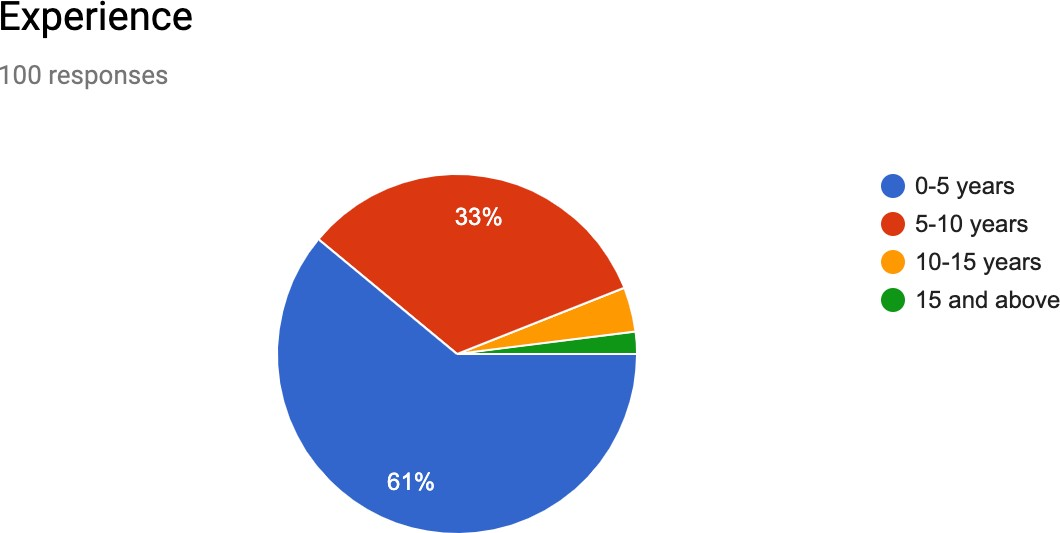 Experience
100 responses
33%
61%
0-5 years
5-10 years
10-15 years
15 and above